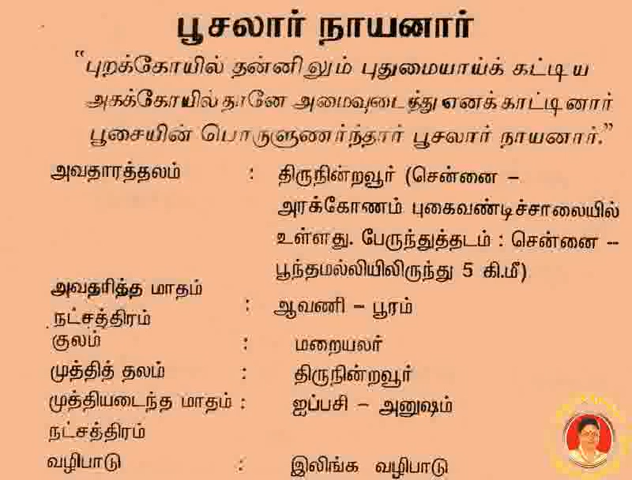 பூசலார் நாயனார்
“புறக்கோயில் தன்னிலும் புதுமையாய்க் கட்டிய
அகக்கோயில் தானே அமைவுடைத்து எனக்காட்டினார்
பூசையின் பொருளுணர்ந்தார் பூசலார் நாயனார்.”
அவதாரத்தலம் : திருநின்றவூர் (சென்னை –
அரக்கோணம் புகைவண்டிச்சாலையில்
உள்ளது. பேருந்துத்தடம் : சென்னை –
பூந்தமல்லியிலிருந்து 5 கி.மீ)
அவதரித்த மாதம்
நட்சத்திரம் : ஆவணி – பூரம்
குலம் : மறையலர்
முத்தித் தலம் : திருநின்றவூர்
முத்தியடைந்த மாதம் : ஐப்பசி – அனுஷம்
நட்சத்திரம்
வழிபாடு : இலிங்க வழிபாடு